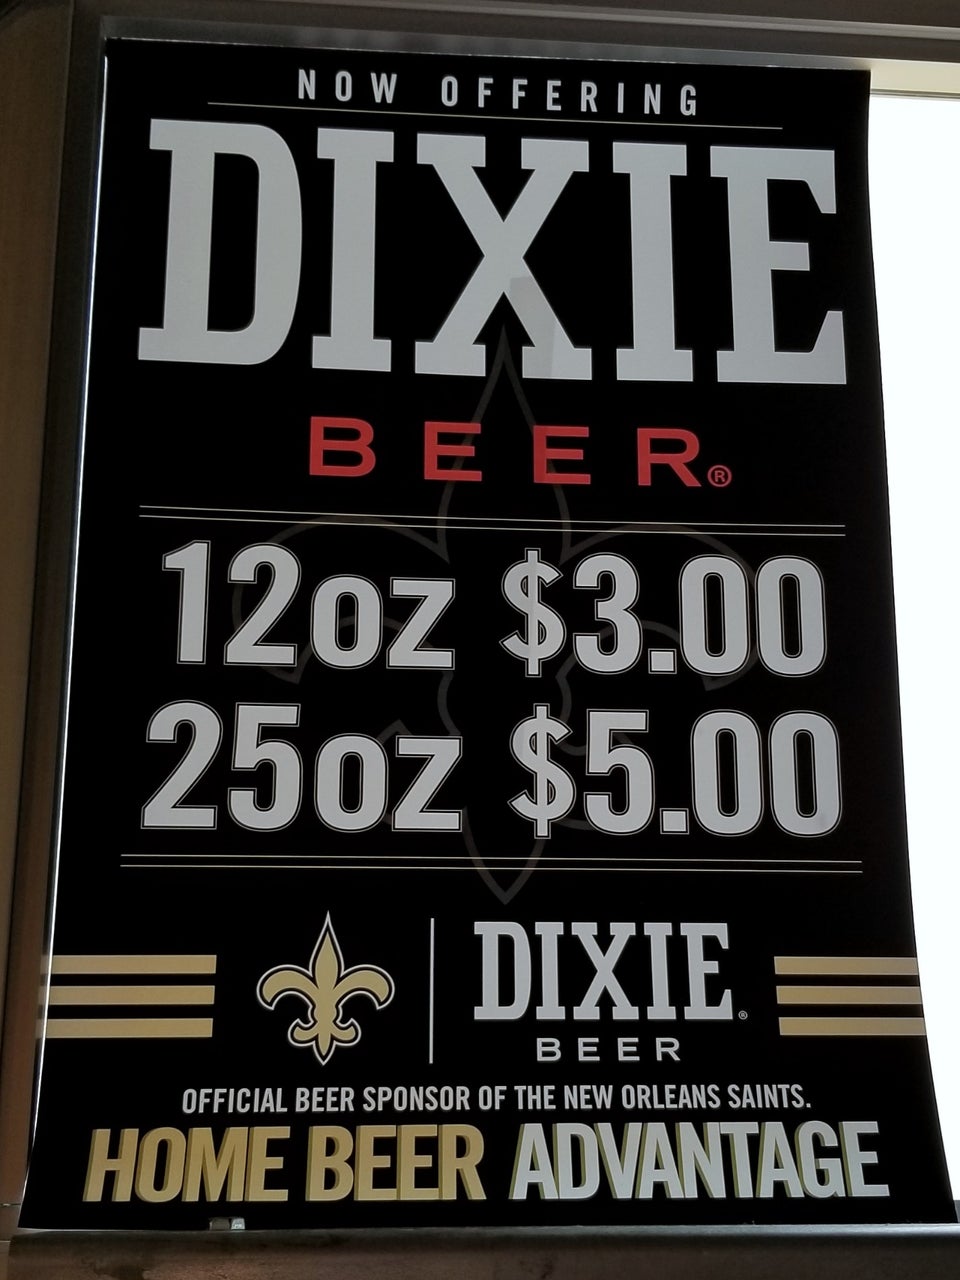 NOW OFFERING
DIXIE
BEER®
12oz $3.00
25oz $5.00
DIXIE®
BEER
OFFICIAL BEER SPONSOR OF THE NEW ORLEANS SAINTS.
HOME BEER ADVANTAGE